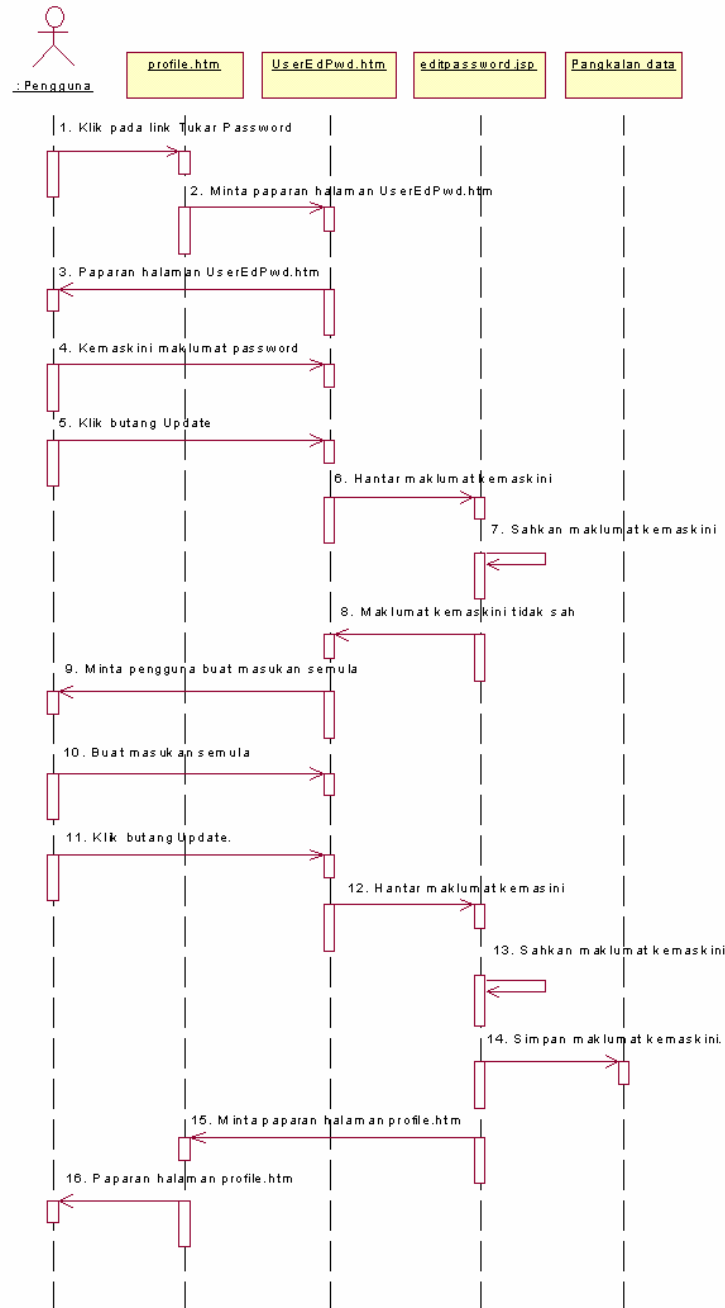 : Pengguna
profile.htm
UserEdPwd.htm
editpassword.jsp
Pangkalan data
1. Klik pada link Tukar Password
2. Minta paparan halaman UserEdPwd.htm
3. Paparan halaman UserEdPwd.htm
4. Kemaskini maklumat password
5. Klik butang Update
6. Hantar maklumat kemaskini
7. Sahkan maklumat kemaskini
8. Maklumat kemaskini tidak sah
9. Minta pengguna buat masukan semula
10. Buat masukan semula
11. Klik butang Update.
12. Hantar maklumat kemasini
13. Sahkan maklumat kemaskini
14. Simpan maklumat kemaskini.
15. Minta paparan halaman profile.htm
16. Paparan halaman profile.htm